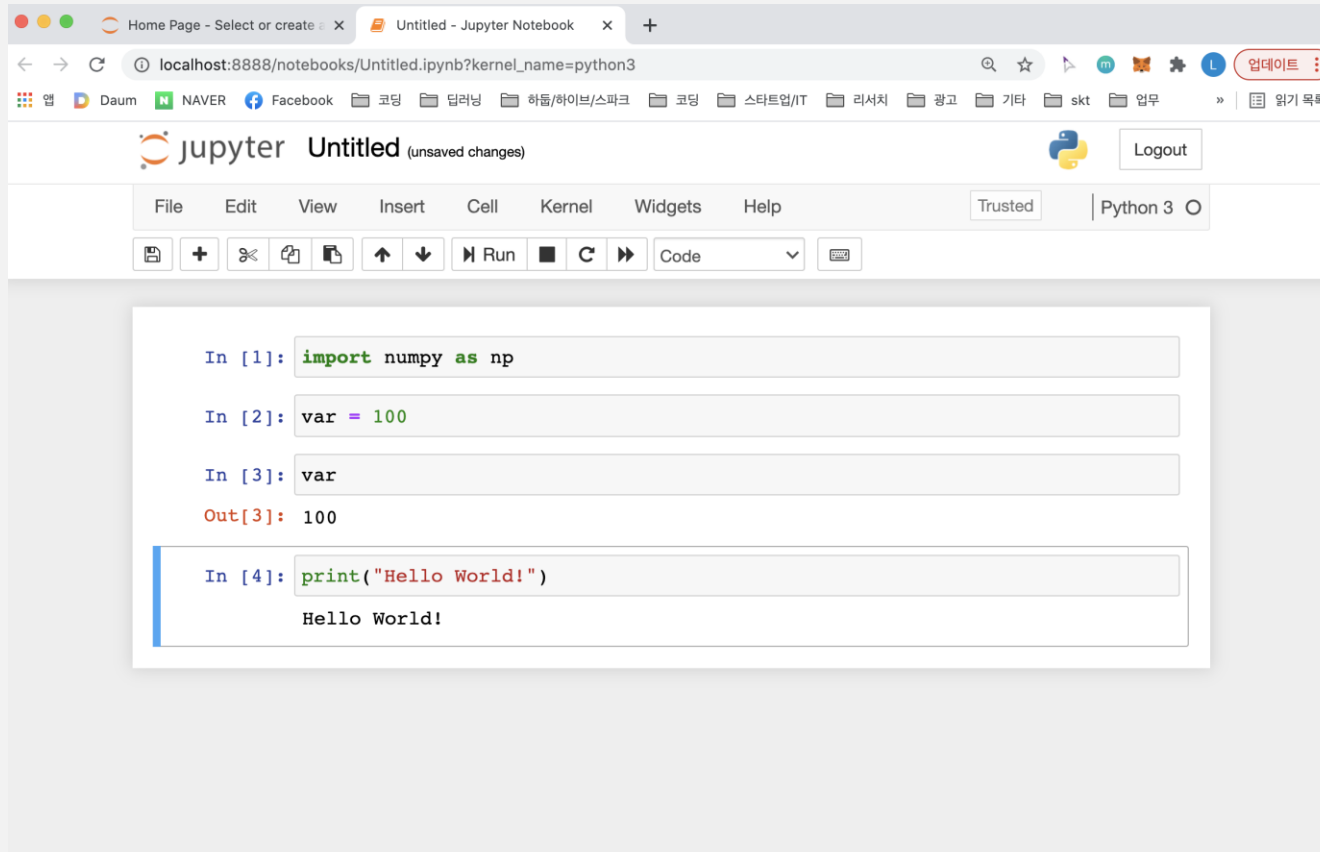 Home Page - Select or create a
Untitled - Jupyter Notebook
localhost:8888/notebooks/Untitled.ipynb?kernel_name=python3
m
L
업데이트
앱 Daum N NAVER Facebook 코딩 딥러닝 하둡/하이브/스파크 코딩 스타트업/IT 리서치 광고 기타 skt 업무 » 읽기 목록
jupyter Untitled (unsaved changes)
Logout
File Edit View Insert Cell Kernel Widgets Help
Trusted
Python 3
Run
Code
In [1]: import numpy as np
In [2]: var = 100
In [3]: var
Out[3]: 100
In [4]: print("Hello World!")
Hello World!